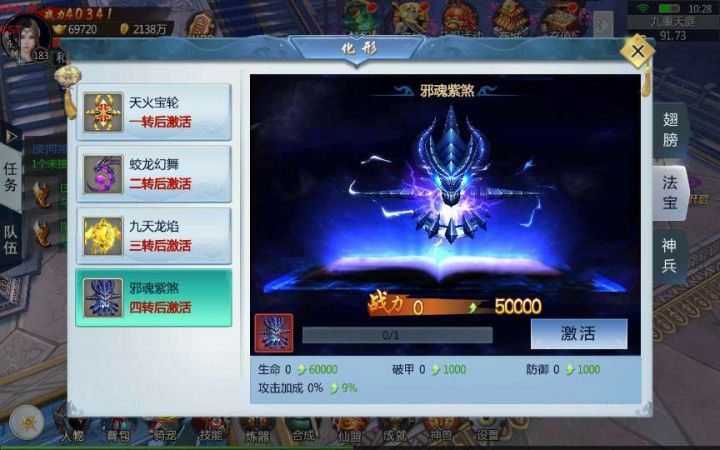 战力40341
69720 2138万
183
10:28
九重天庭
91,73
化形
天火宝轮
一转后激活
蛟龙幻舞
二转后激活
九天龙焰
三转后激活
邪魂紫煞
四转后激活
邪魂紫煞
战力 0 50000
0/1
激活
生命 0 60000 破甲 0 1000 防御 0 1000
攻击加成 0% 9%
翅膀
法宝
神兵
任务
队伍
人物 背包 骑宠 技能 炼器 合成 仙盟 成就 神兽 设置